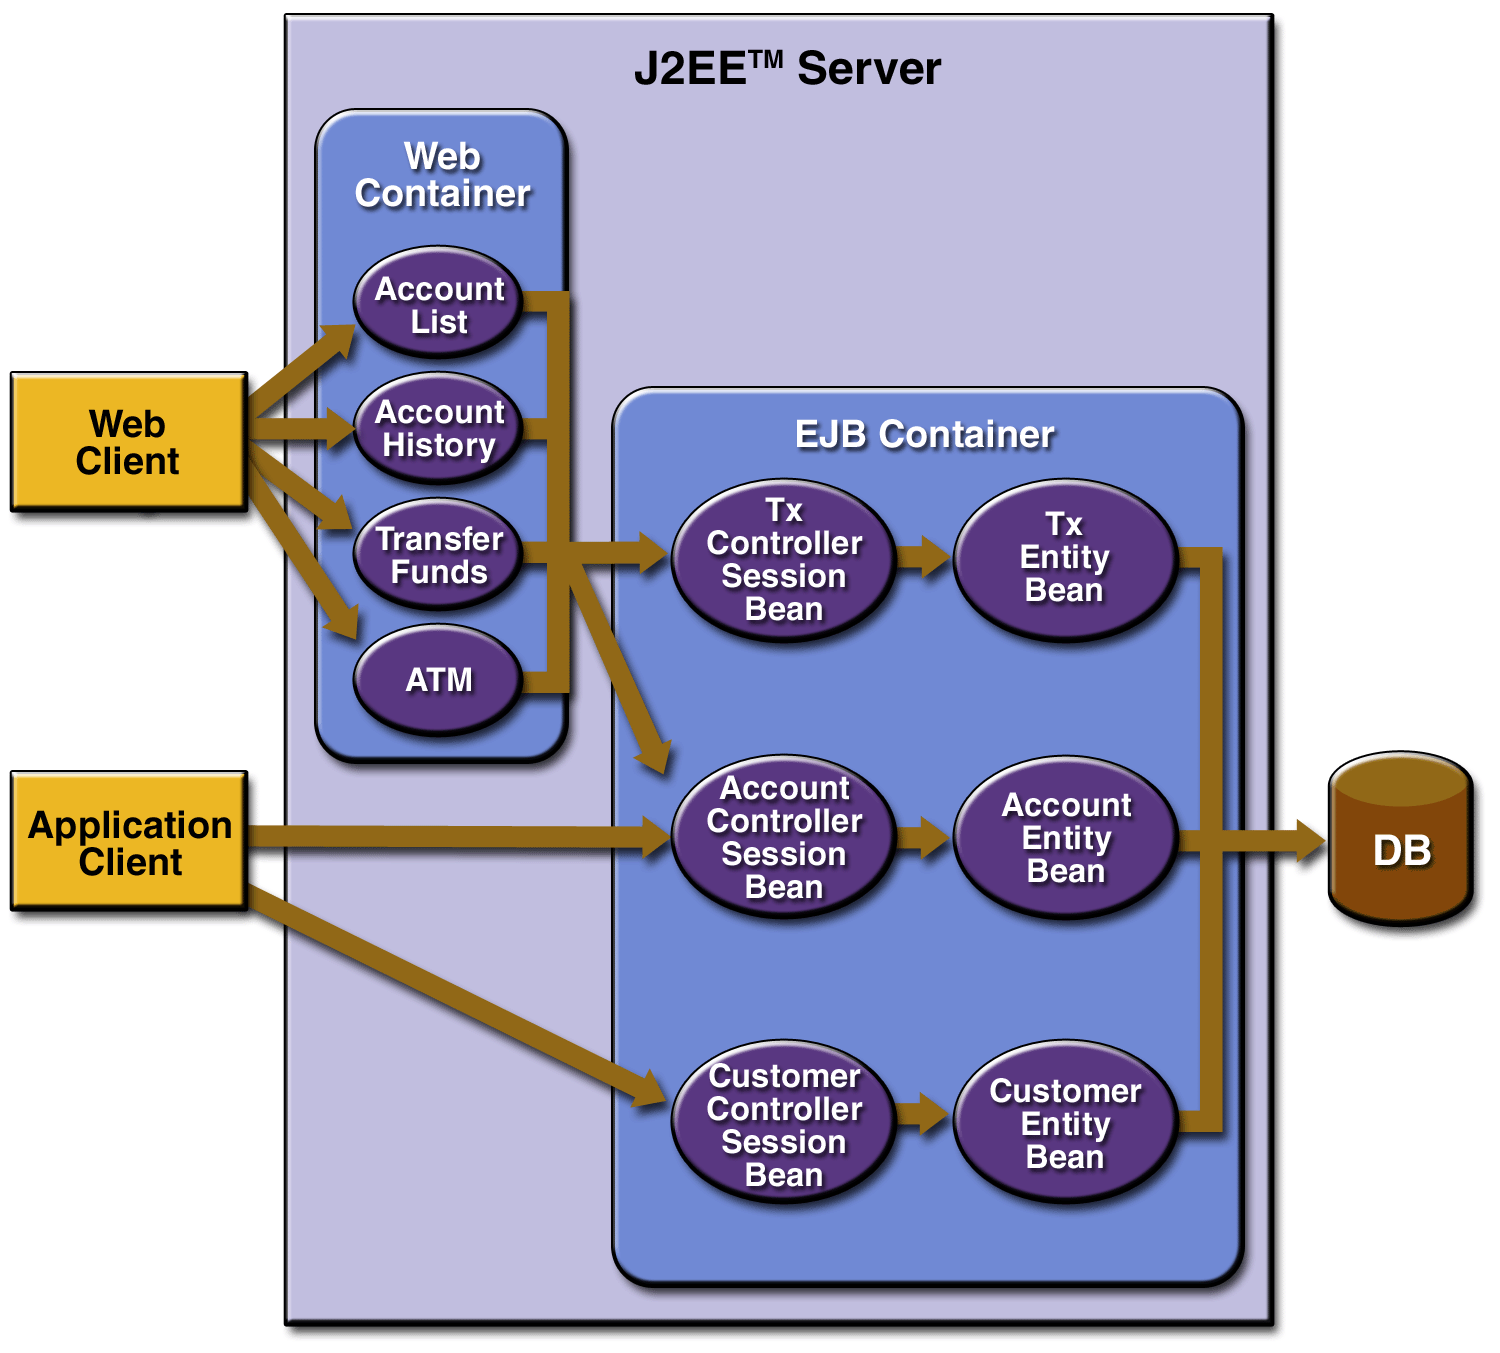 J2EE™ Server
Web
Container
Account
List
Account
History
Transfer
Funds
ATM
Web
Client
Application
Client
EJB Container
Tx
Controller
Session
Bean
Tx
Entity
Bean
Account
Controller
Session
Bean
Account
Entity
Bean
Customer
Controller
Session
Bean
Customer
Entity
Bean
DB